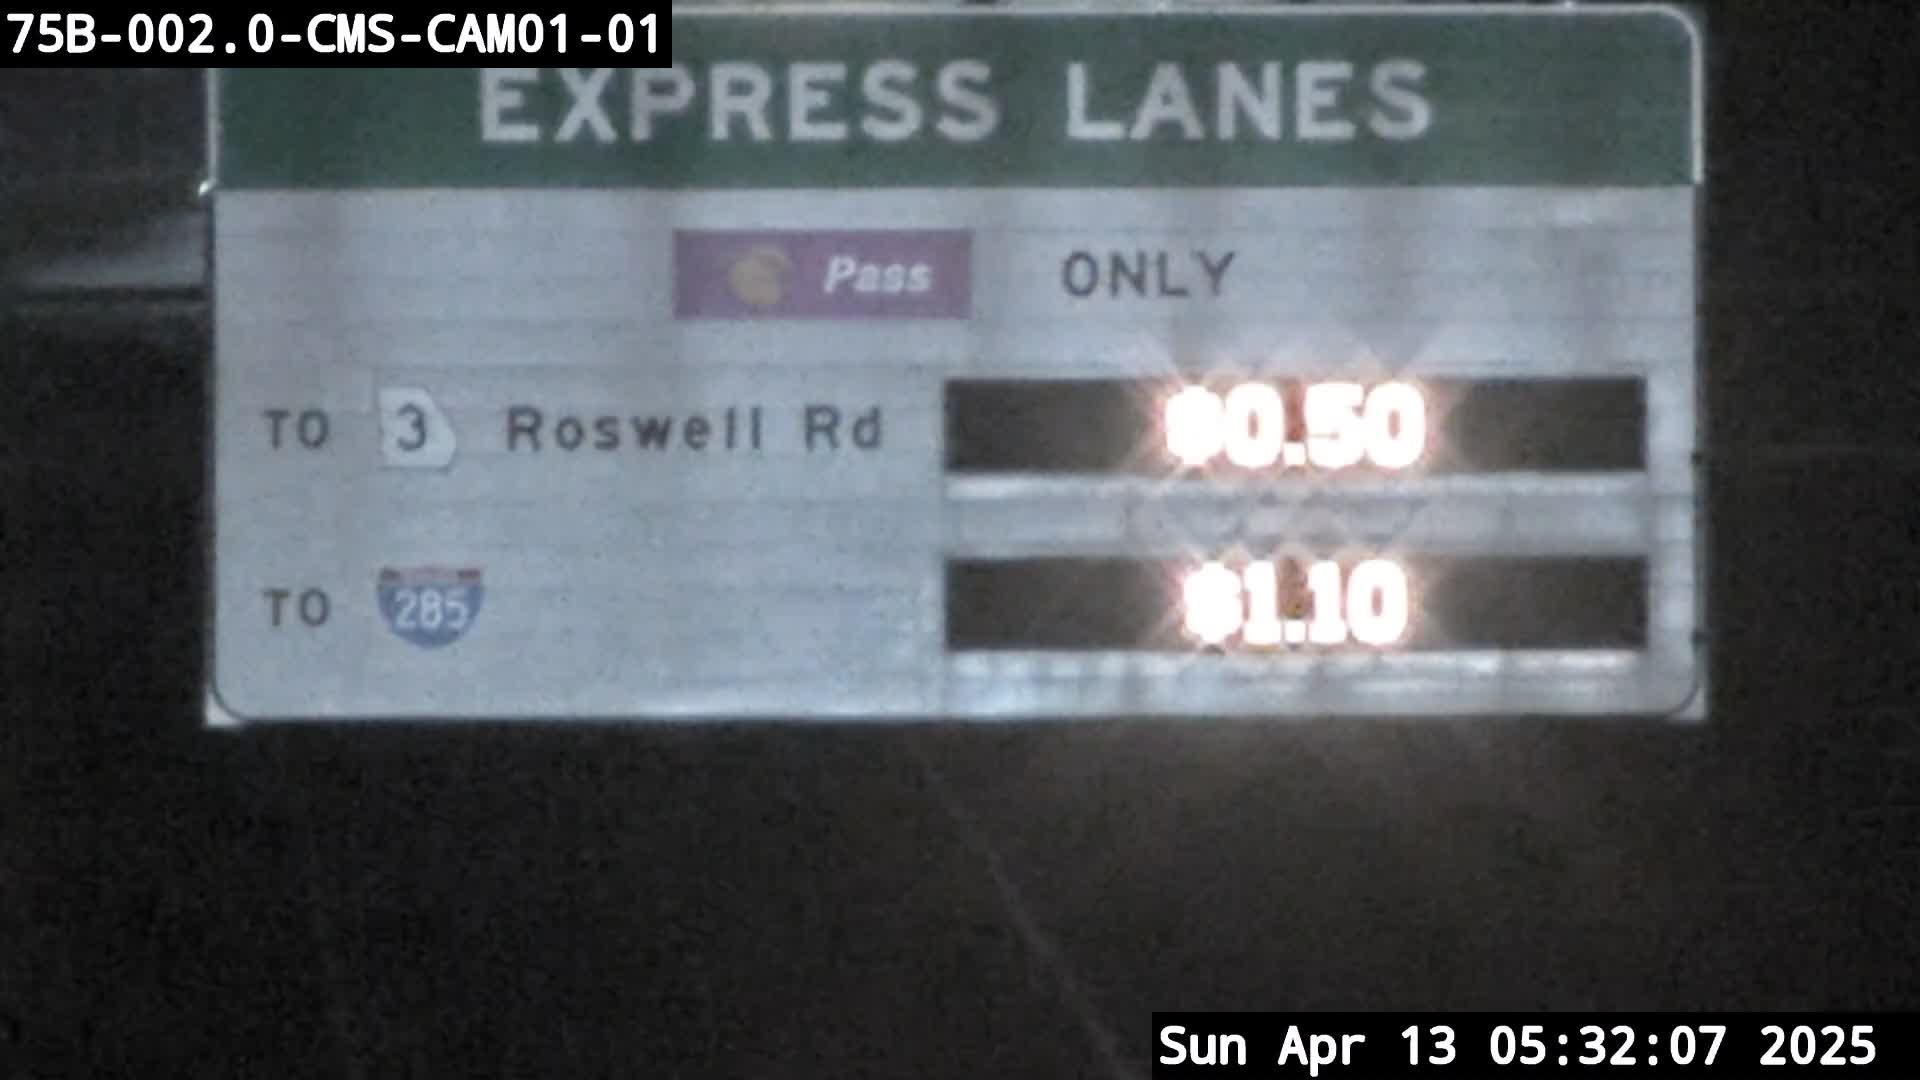 75B-002.0-CMS-CAM01-01
EXPRESS LANES
Pass ONLY
TO 3 Roswell Rd $0.50
TO 285 $1.10
Sun Apr 13 05:32:07 2025